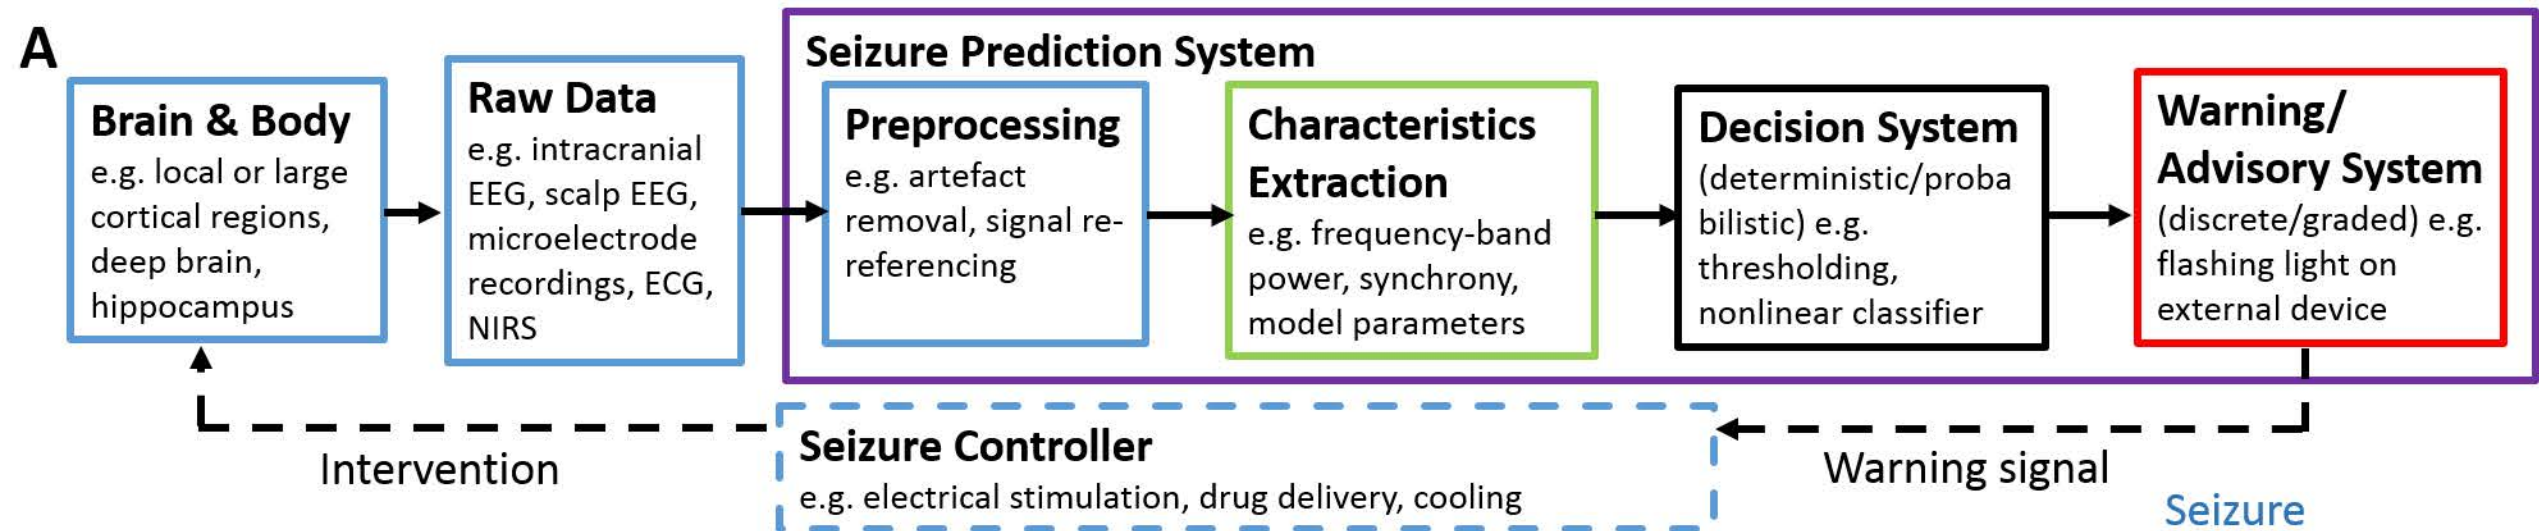 A
Seizure Prediction System
Brain & Body
e.g. local or large
cortical regions,
deep brain,
hippocampus
Raw Data
e.g. intracranial
EEG, scalp EEG,
microelectrode
recordings, ECG,
NIRS
Preprocessing
e.g. artefact
removal, signal re-
referencing
Characteristics
Extraction
e.g. frequency-band
power, synchrony,
model parameters
Decision System
(deterministic/proba
bilistic) e.g.
thresholding,
nonlinear classifier
Warning/
Advisory System
(discrete/graded) e.g.
flashing light on
external device
Intervention
Seizure Controller
e.g. electrical stimulation, drug delivery, cooling
Warning signal
Seizure